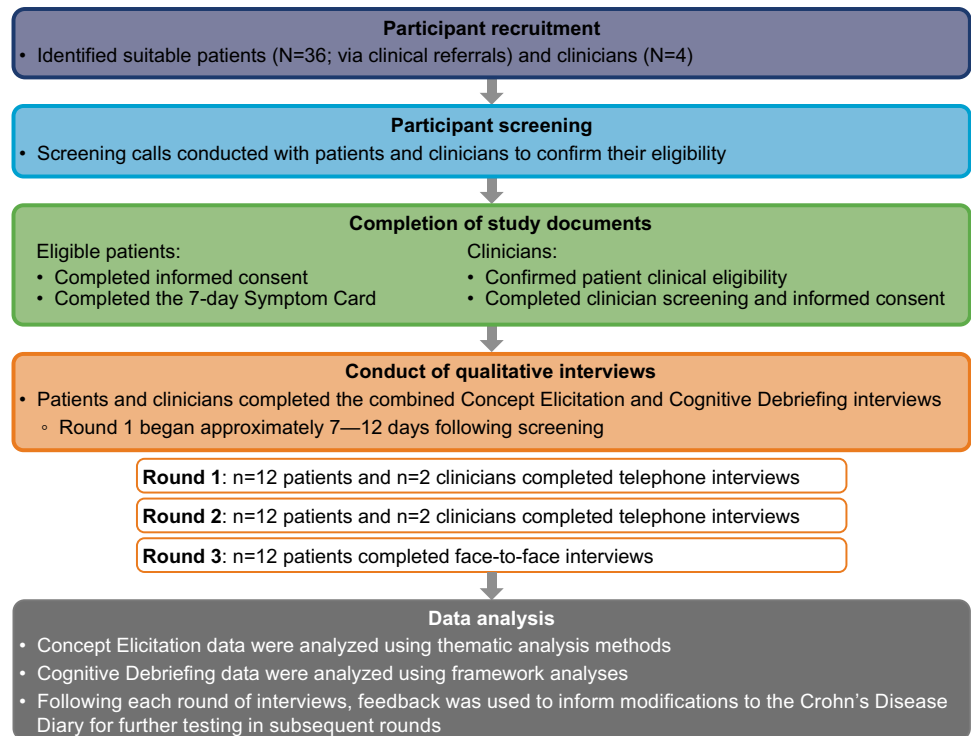 Participant recruitment
• Identified suitable patients (N=36; via clinical referrals) and clinicians (N=4)
Participant screening
• Screening calls conducted with patients and clinicians to confirm their eligibility
Completion of study documents
Eligible patients:
• Completed informed consent
• Completed the 7-day Symptom Card
Clinicians:
• Confirmed patient clinical eligibility
• Completed clinician screening and informed consent
Conduct of qualitative interviews
• Patients and clinicians completed the combined Concept Elicitation and Cognitive Debriefing interviews
◦ Round 1 began approximately 7—12 days following screening
Round 1: n=12 patients and n=2 clinicians completed telephone interviews
Round 2: n=12 patients and n=2 clinicians completed telephone interviews
Round 3: n=12 patients completed face-to-face interviews
Data analysis
• Concept Elicitation data were analyzed using thematic analysis methods
• Cognitive Debriefing data were analyzed using framework analyses
• Following each round of interviews, feedback was used to inform modifications to the Crohn’s Disease
Diary for further testing in subsequent rounds